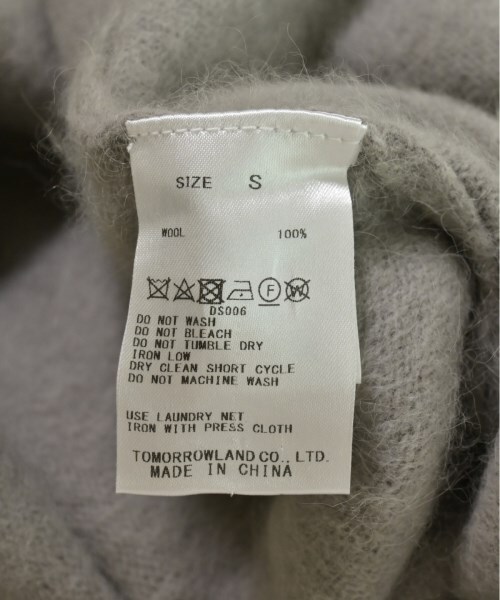 SIZE S
WOOL 100%
F W
DS006
DO NOT WASH
DO NOT BLEACH
DO NOT TUMBLE DRY
IRON LOW
DRY CLEAN SHORT CYCLE
DO NOT MACHINE WASH
USE LAUNDRY NET
IRON WITH PRESS CLOTH
TOMORROWLAND CO., LTD.
MADE IN CHINA